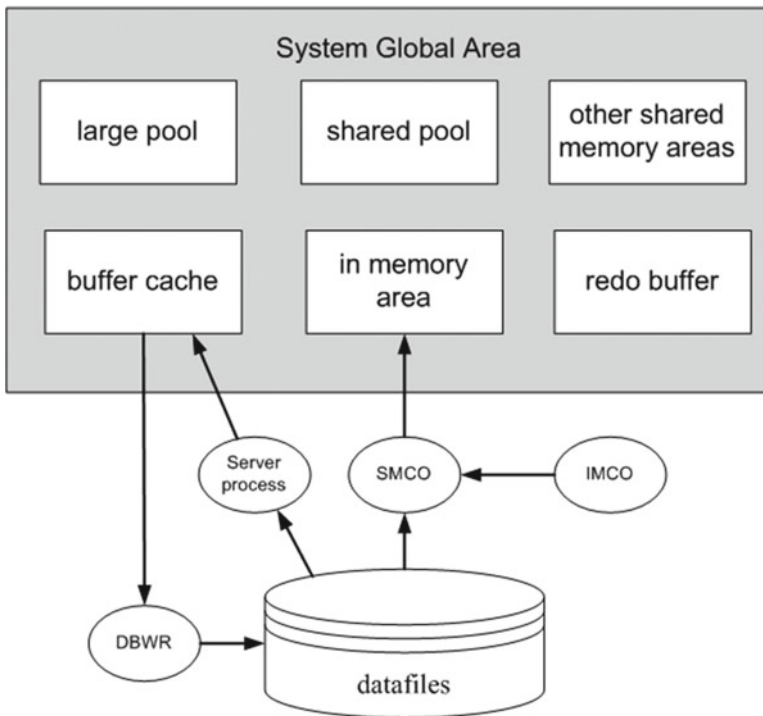 System Global Area
large pool
shared pool
other shared
memory areas
buffer cache
in memory
area
redo buffer
Server
process
SMCO
IMCO
DBWR
datafiles